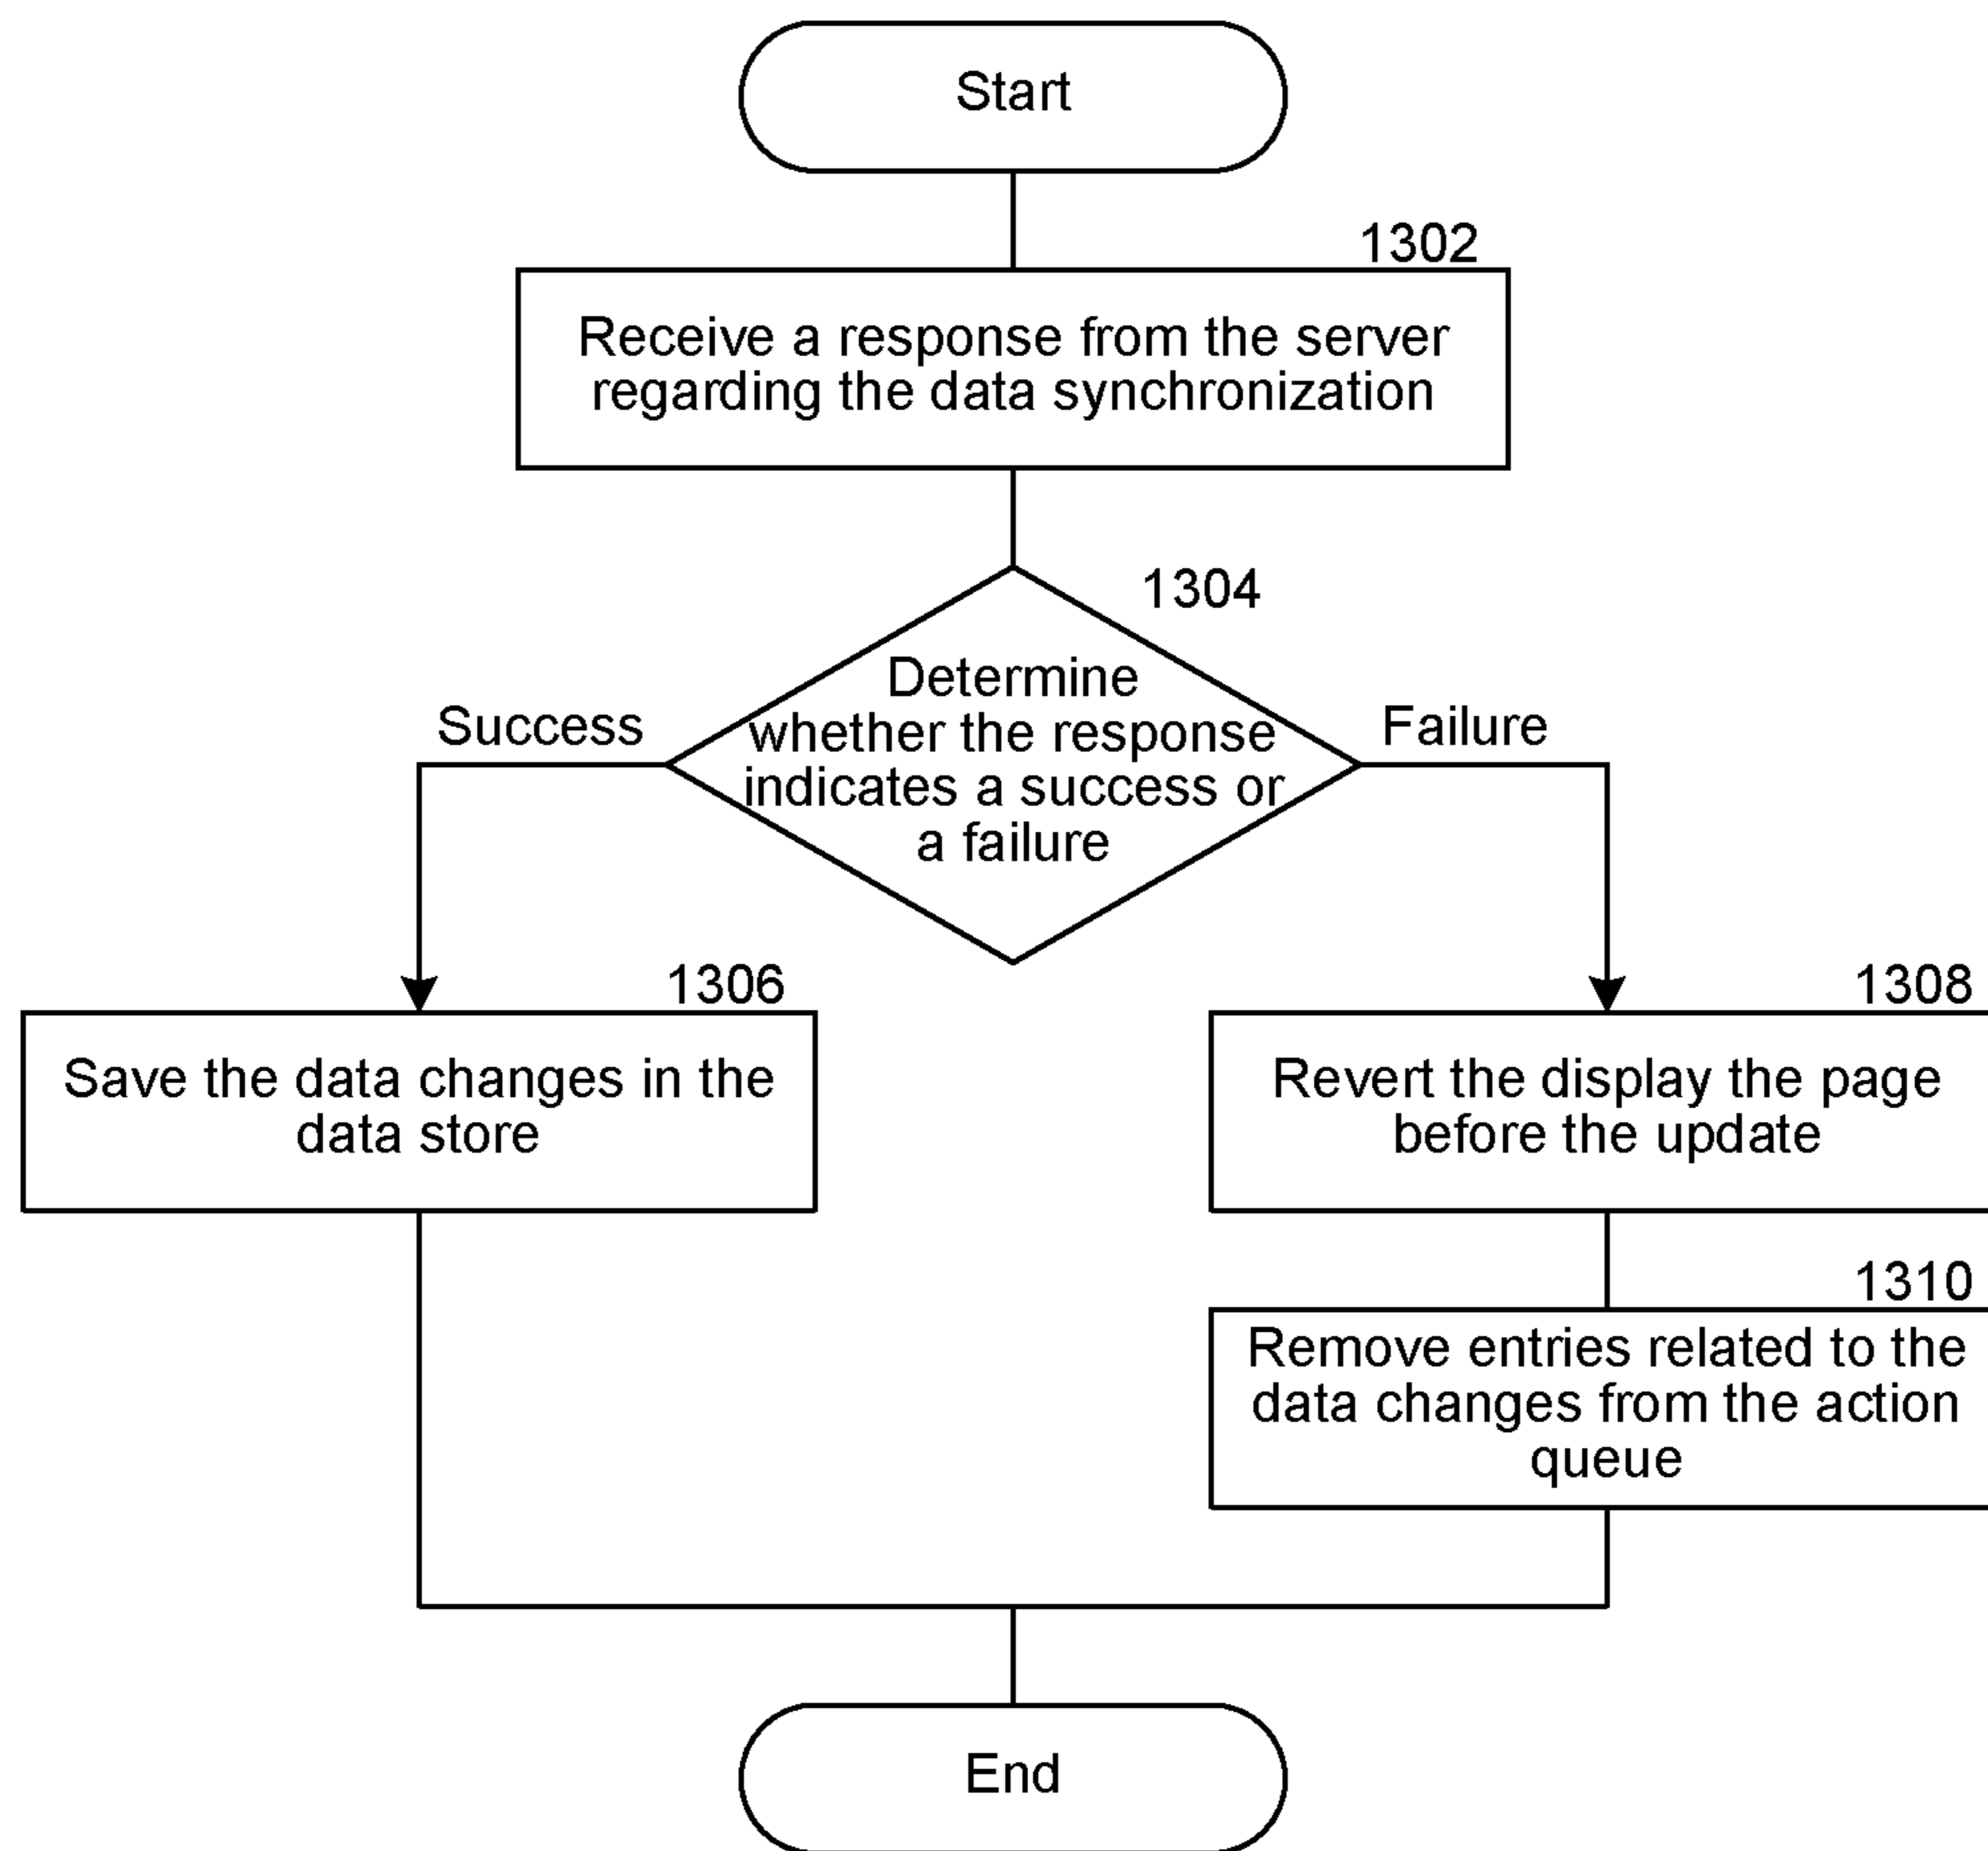 Start
1302
Receive a response from the server
regarding the data synchronization
1304
Determine
whether the response
indicates a success or
a failure
Success
Failure
1306
Save the data changes in the
data store
1308
Revert the display the page
before the update
1310
Remove entries related to the
data changes from the action
queue
End